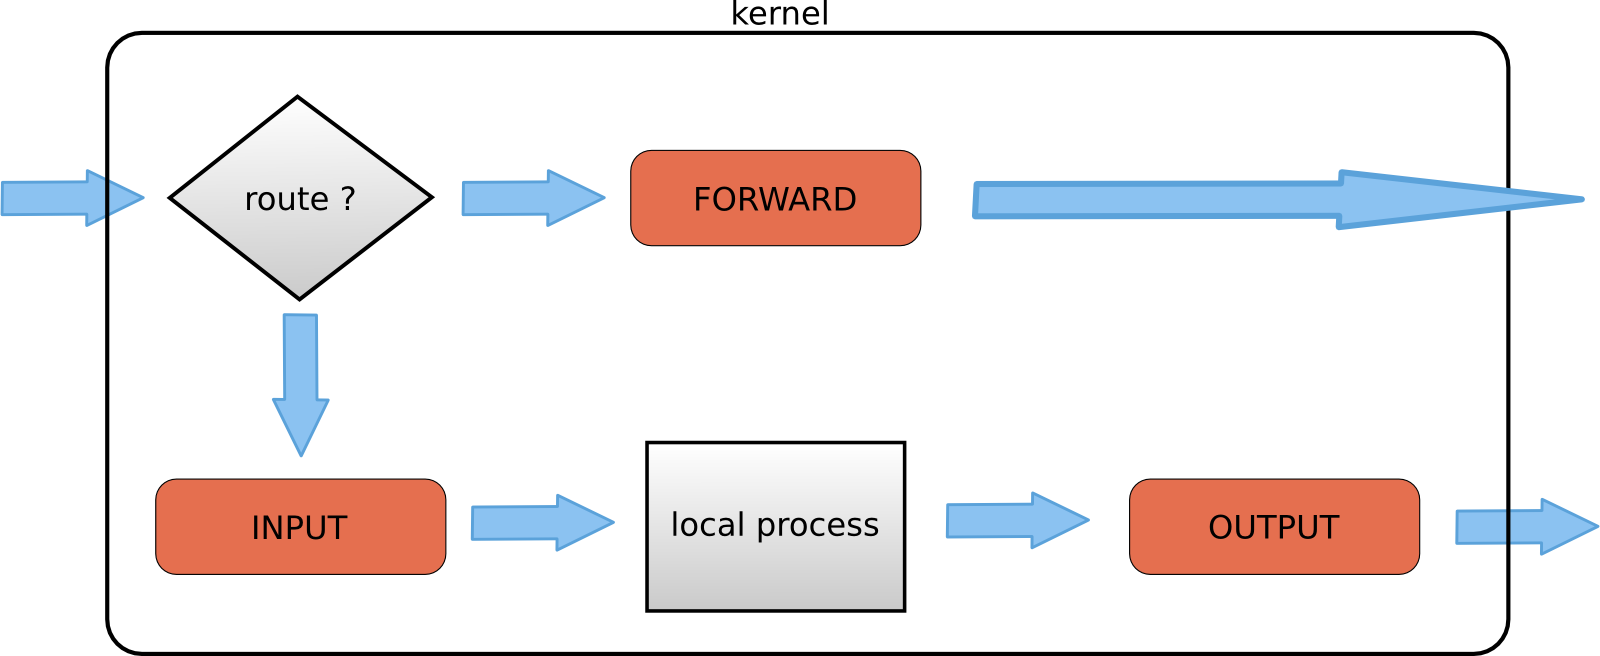 kernel
route ?
FORWARD
INPUT
local process
OUTPUT